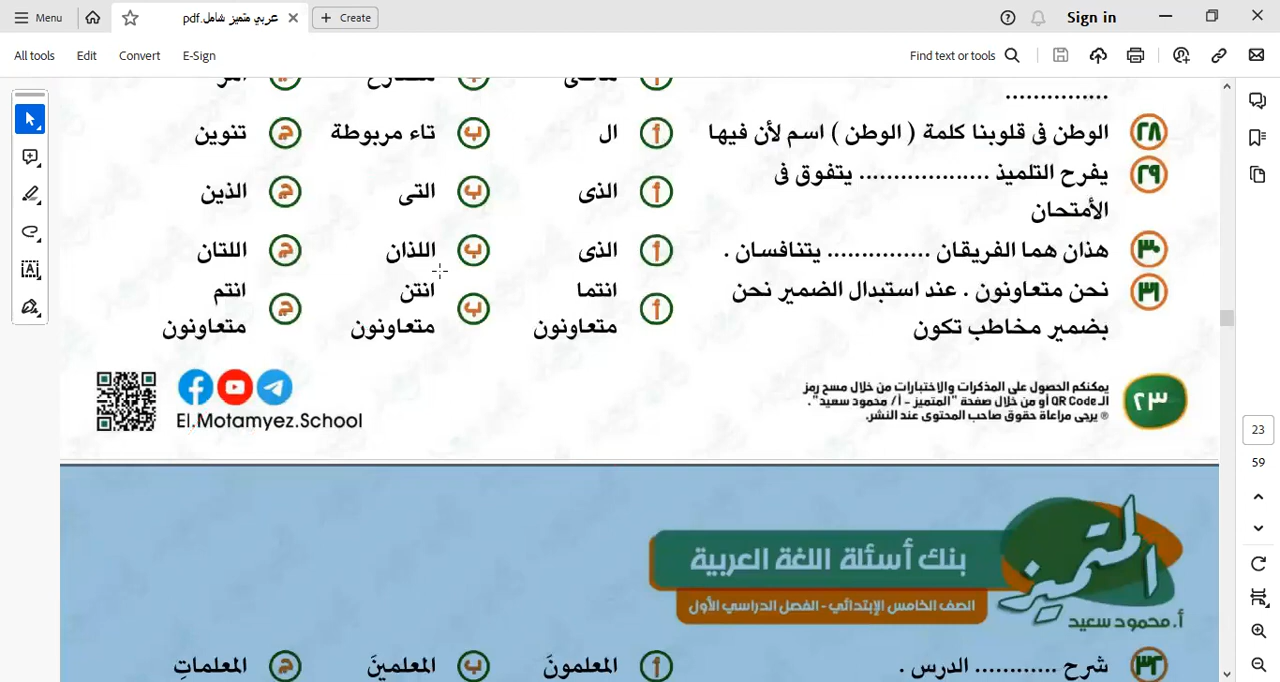 Menu
عربي متميز شامل.pdf
Create
Sign in
All tools Edit Convert E-Sign
Find text or tools
أ ب ج
................
٢٨ الوطن فى قلوبنا كلمة ( الوطن ) اسم لأن فيها أ ال ب تاء مربوطة ج تنوين
٢٩ يفرح التلميذ .................. يتفوق فى
الأمتحان
أ الذى ب التى ج الذين
٣٠ هذان هما الفريقان ............... يتنافسان . أ الذى ب اللذان ج اللتان
٣١ نحن متعاونون . عند استبدال الضمير نحن
بضمير مخاطب تكون
أ انتما
متعاونون
ب انتن
متعاونون
ج انتم
متعاونون
٢٣
يمكنكم الحصول على المذكرات والاختبارات من خلال مسح رمز
الـ QR Code أو من خلال صفحة "المتميز - أ/ محمود سعيد".
® يرجى مراعاة حقوق صاحب المحتوى عند النشر.
El.Motamyez.School
23
59
المتميز
أ. محمود سعيد
بنك أسئلة اللغة العربية
الصف الخامس الإبتدائي - الفصل الدراسي الأول
٣٢ شرح ............ الدرس . أ المعلمونَ ب المعلمينَ ج المعلماتِ